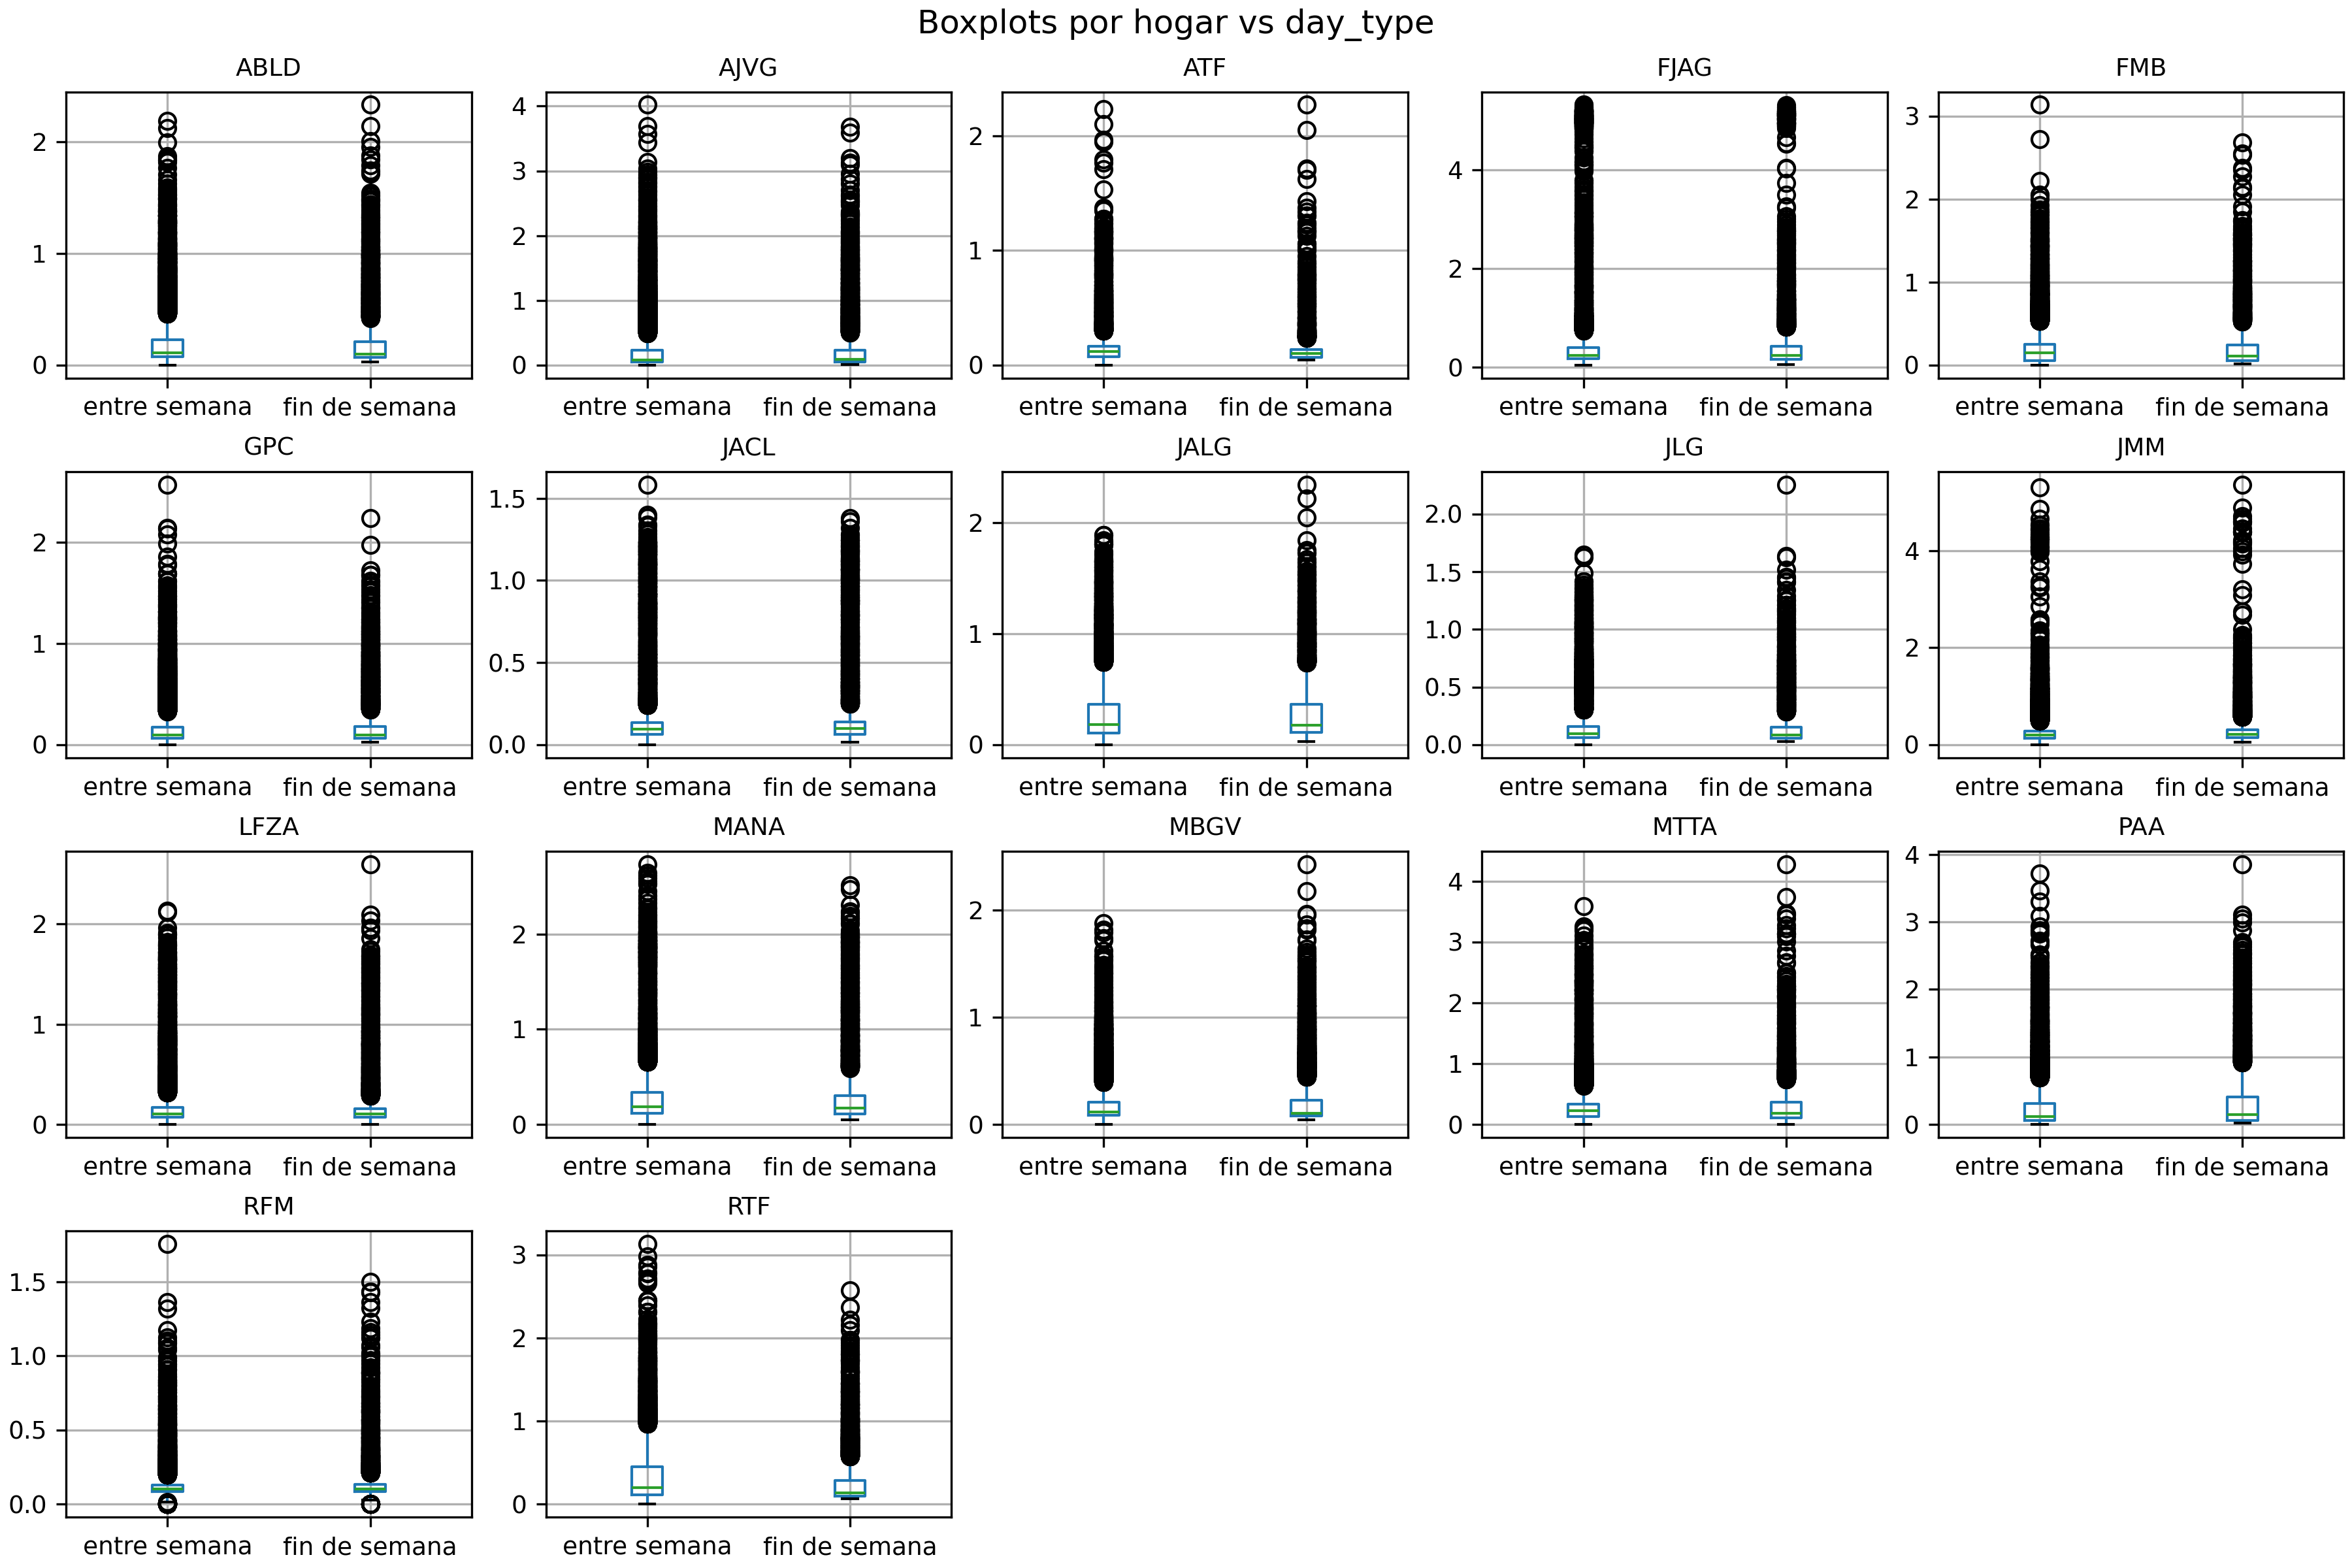 Boxplots por hogar vs day_type
ABLD
AJVG
ATF
FJAG
FMB
2
1
0
entre semana
fin de semana
4
3
2
1
0
entre semana
fin de semana
2
1
0
entre semana
fin de semana
4
2
0
entre semana
fin de semana
3
2
1
0
entre semana
fin de semana
GPC
JACL
JALG
JLG
JMM
2
1
0
entre semana
fin de semana
1.5
1.0
0.5
0.0
entre semana
fin de semana
2
1
0
entre semana
fin de semana
2.0
1.5
1.0
0.5
0.0
entre semana
fin de semana
4
2
0
entre semana
fin de semana
LFZA
MANA
MBGV
MTTA
PAA
2
1
0
entre semana
fin de semana
2
1
0
entre semana
fin de semana
2
1
0
entre semana
fin de semana
4
3
2
1
0
entre semana
fin de semana
4
3
2
1
0
entre semana
fin de semana
RFM
RTF
1.5
1.0
0.5
0.0
entre semana
fin de semana
3
2
1
0
entre semana
fin de semana